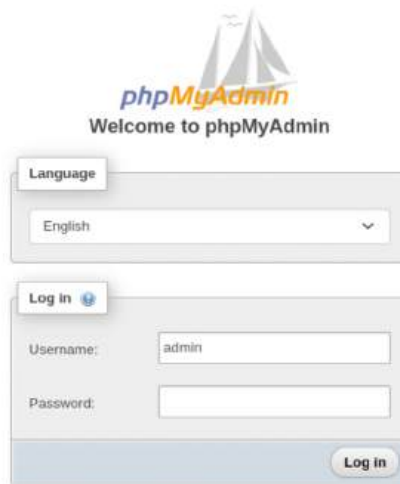 phpMyAdmin
Welcome to phpMyAdmin
Language
English
Log in
Username:
admin
Password:
Log in